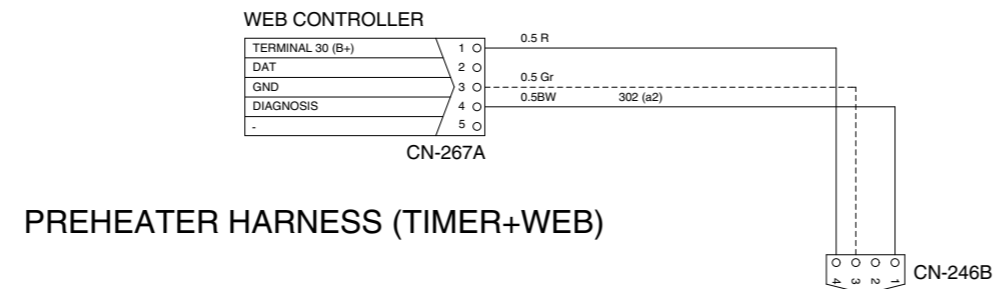 WEB CONTROLLER
TERMINAL 30 (B+) 1 0.5 R
DAT 2
GND 3 0.5 Gr
DIAGNOSIS 4 0.5BW 302 (a2)
- 5
CN-267A
PREHEATER HARNESS (TIMER+WEB)
4 3 2 1 CN-246B